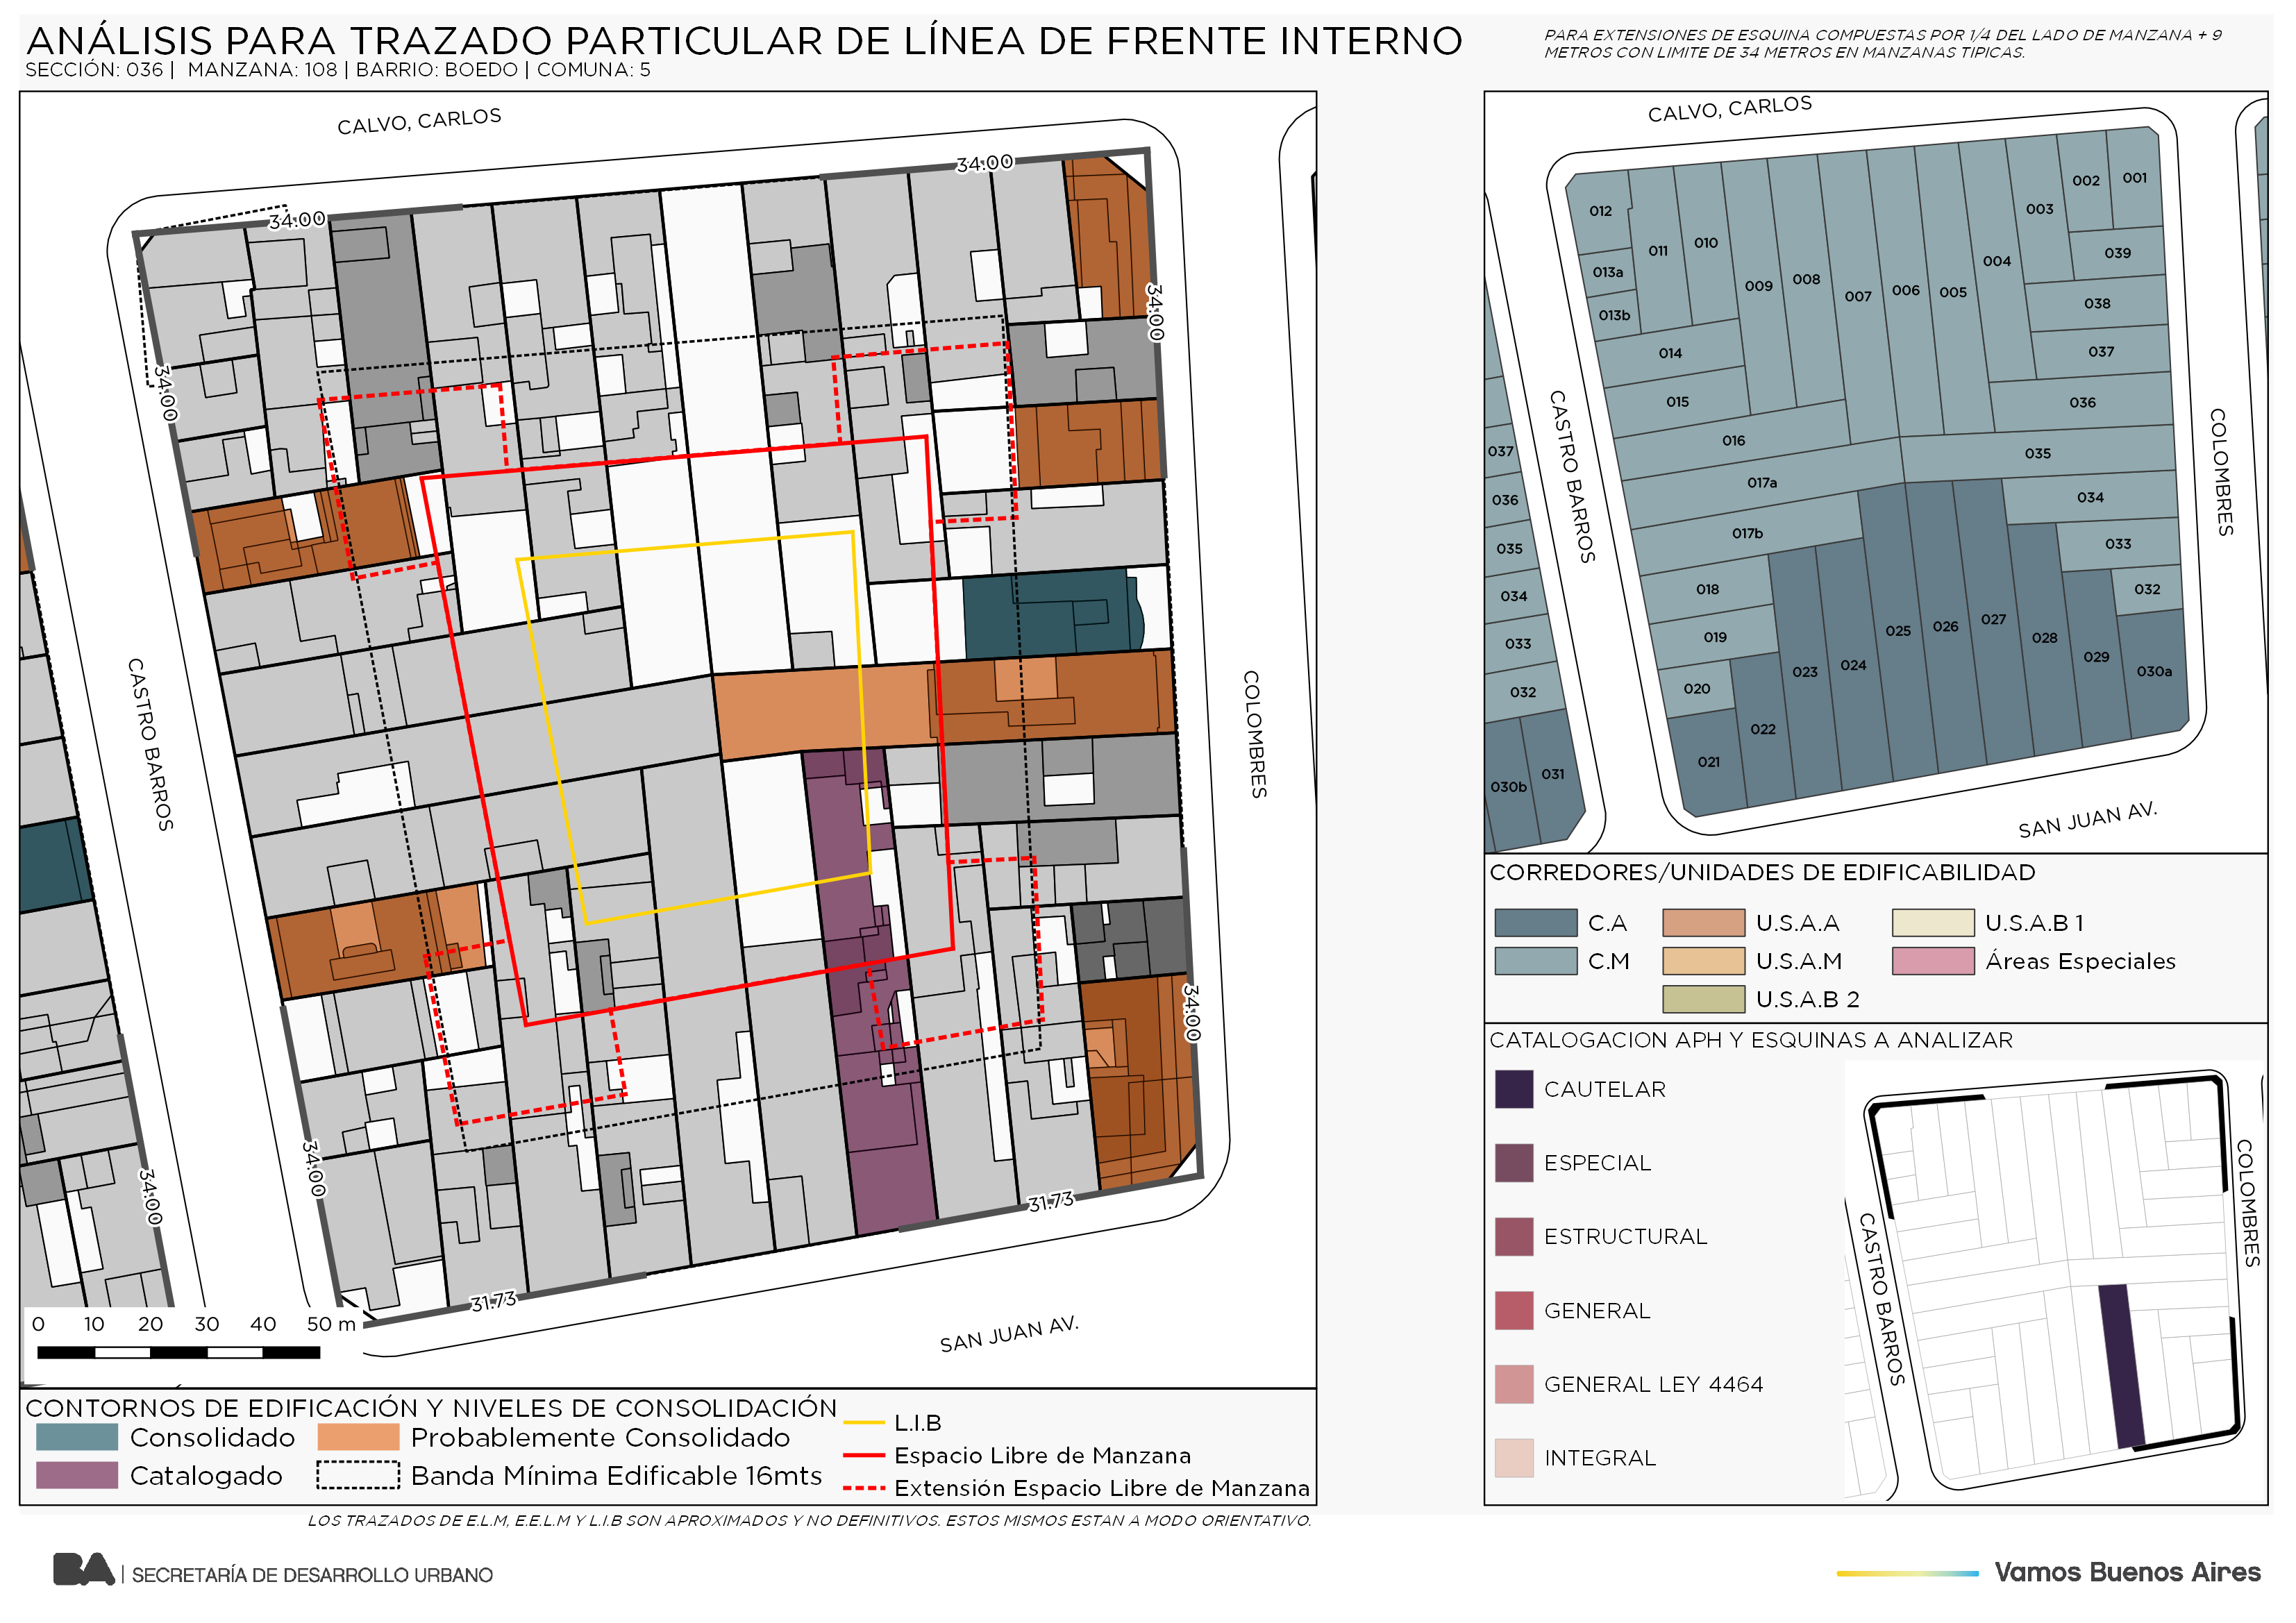 ANÁLISIS PARA TRAZADO PARTICULAR DE LÍNEA DE FRENTE INTERNO
SECCIÓN: 036 | MANZANA: 108 | BARRIO: BOEDO | COMUNA: 5
PARA EXTENSIONES DE ESQUINA COMPUESTAS POR 1/4 DEL LADO DE MANZANA + 9
METROS CON LIMITE DE 34 METROS EN MANZANAS TIPICAS.
CALVO, CARLOS
34.00
34.00
34.00
34.00
CASTRO BARROS
COLOMBRES
34.00
34.00
34.00
31.73
31.73
SAN JUAN AV.
0 10 20 30 40 50 m
CONTORNOS DE EDIFICACIÓN Y NIVELES DE CONSOLIDACIÓN
Consolidado
Probablemente Consolidado
Catalogado
Banda Mínima Edificable 16mts
L.I.B
Espacio Libre de Manzana
Extensión Espacio Libre de Manzana
CALVO, CARLOS
012
011
010
009
008
007
006
005
004
003
002
001
013a
013b
039
038
037
036
035
034
033
032
014
015
016
017a
017b
018
019
020
021
022
023
024
025
026
027
028
029
030a
037
036
035
034
033
032
030b
031
CASTRO BARROS
COLOMBRES
SAN JUAN AV.
CORREDORES/UNIDADES DE EDIFICABILIDAD
C.A
U.S.A.A
U.S.A.B 1
C.M
U.S.A.M
Áreas Especiales
U.S.A.B 2
CATALOGACION APH Y ESQUINAS A ANALIZAR
CAUTELAR
ESPECIAL
ESTRUCTURAL
GENERAL
GENERAL LEY 4464
INTEGRAL
CASTRO BARROS
COLOMBRES
LOS TRAZADOS DE E.L.M, E.E.L.M Y L.I.B SON APROXIMADOS Y NO DEFINITIVOS. ESTOS MISMOS ESTAN A MODO ORIENTATIVO.
BA | SECRETARÍA DE DESARROLLO URBANO
Vamos Buenos Aires